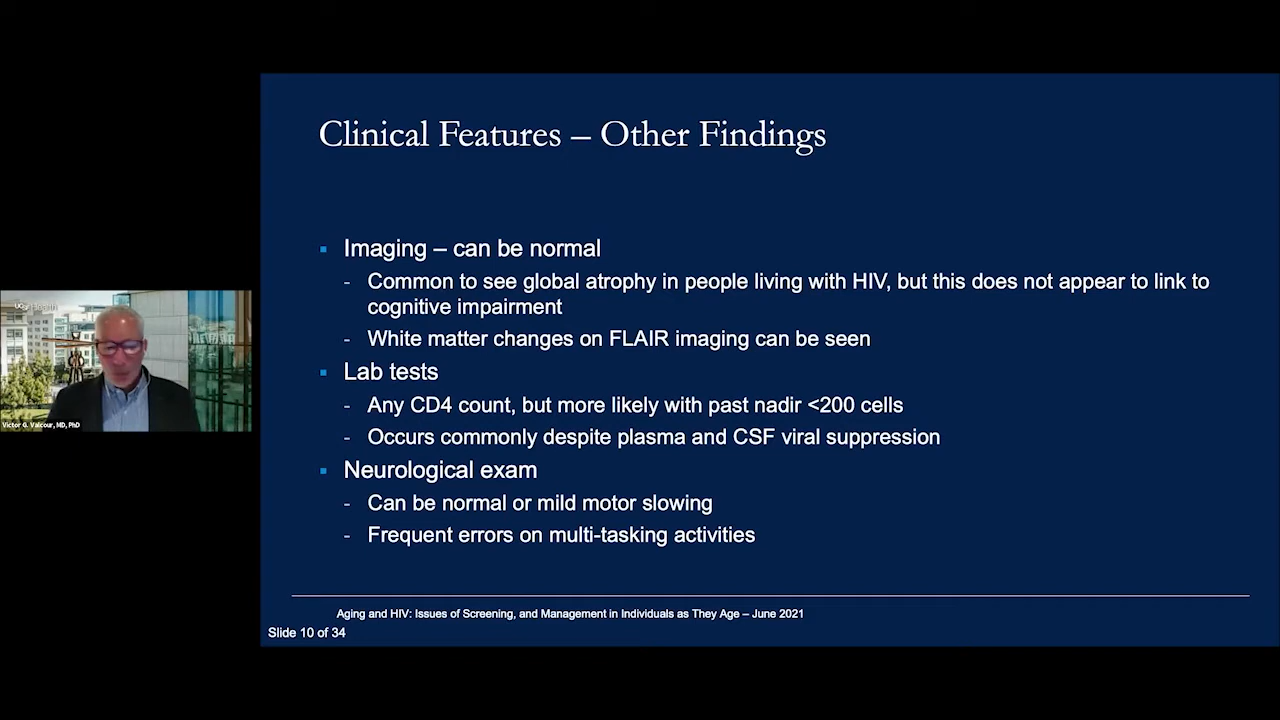 Clinical Features – Other Findings
▪ Imaging – can be normal
- Common to see global atrophy in people living with HIV, but this does not appear to link to
cognitive impairment
- White matter changes on FLAIR imaging can be seen
▪ Lab tests
- Any CD4 count, but more likely with past nadir <200 cells
- Occurs commonly despite plasma and CSF viral suppression
▪ Neurological exam
- Can be normal or mild motor slowing
- Frequent errors on multi-tasking activities
Aging and HIV: Issues of Screening, and Management in Individuals as They Age – June 2021
Slide 10 of 34
Victor G. Valcour, MD, PhD